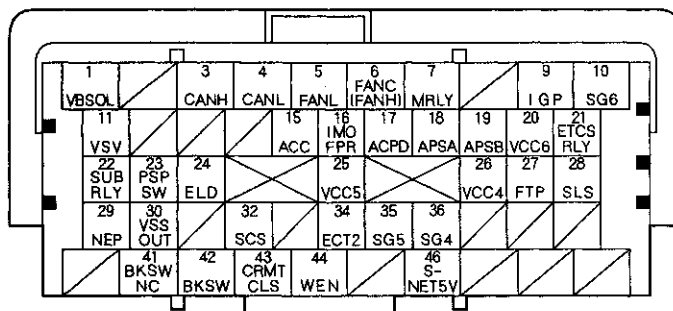 1 3 4 5 6 7 9 10
VBSOL CANH CANL FANL FANC (FANH) MRLY IGP SG6
11 15 16 17 18 19 20 21
VSV ACC IMO FPR ACPD APSA APSB VCC6 ETCS RLY
22 23 24 25 26 27 28
SUB RLY PSP SW ELD VCC5 VCC4 FTP SLS
29 30 32 34 35 36
NEP VSS OUT SCS ECT2 SG5 SG4
41 42 43 44 46
BKSW NC BKSW CRMT CLS WEN S-NET5V